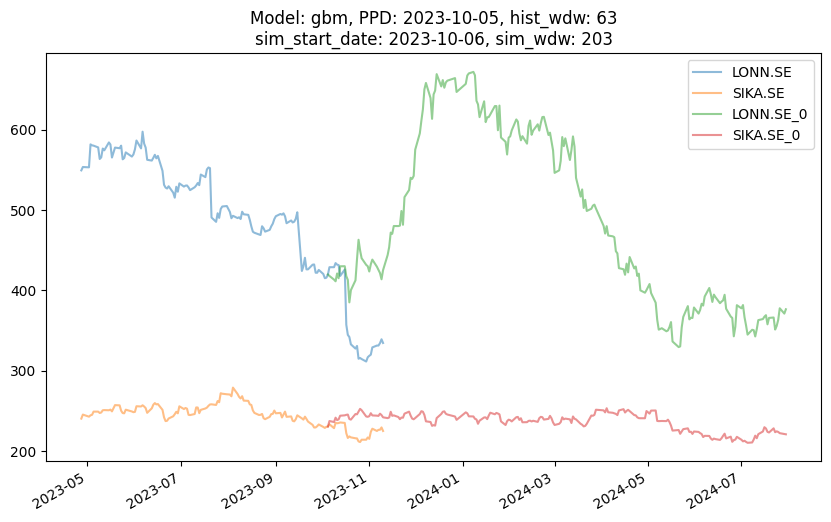 Model: gbm, PPD: 2023-10-05, hist_wdw: 63
sim_start_date: 2023-10-06, sim_wdw: 203
LONN.SE
SIKA.SE
LONN.SE_0
SIKA.SE_0
600
500
400
300
200
2023-05
2023-07
2023-09
2023-11
2024-01
2024-03
2024-05
2024-07